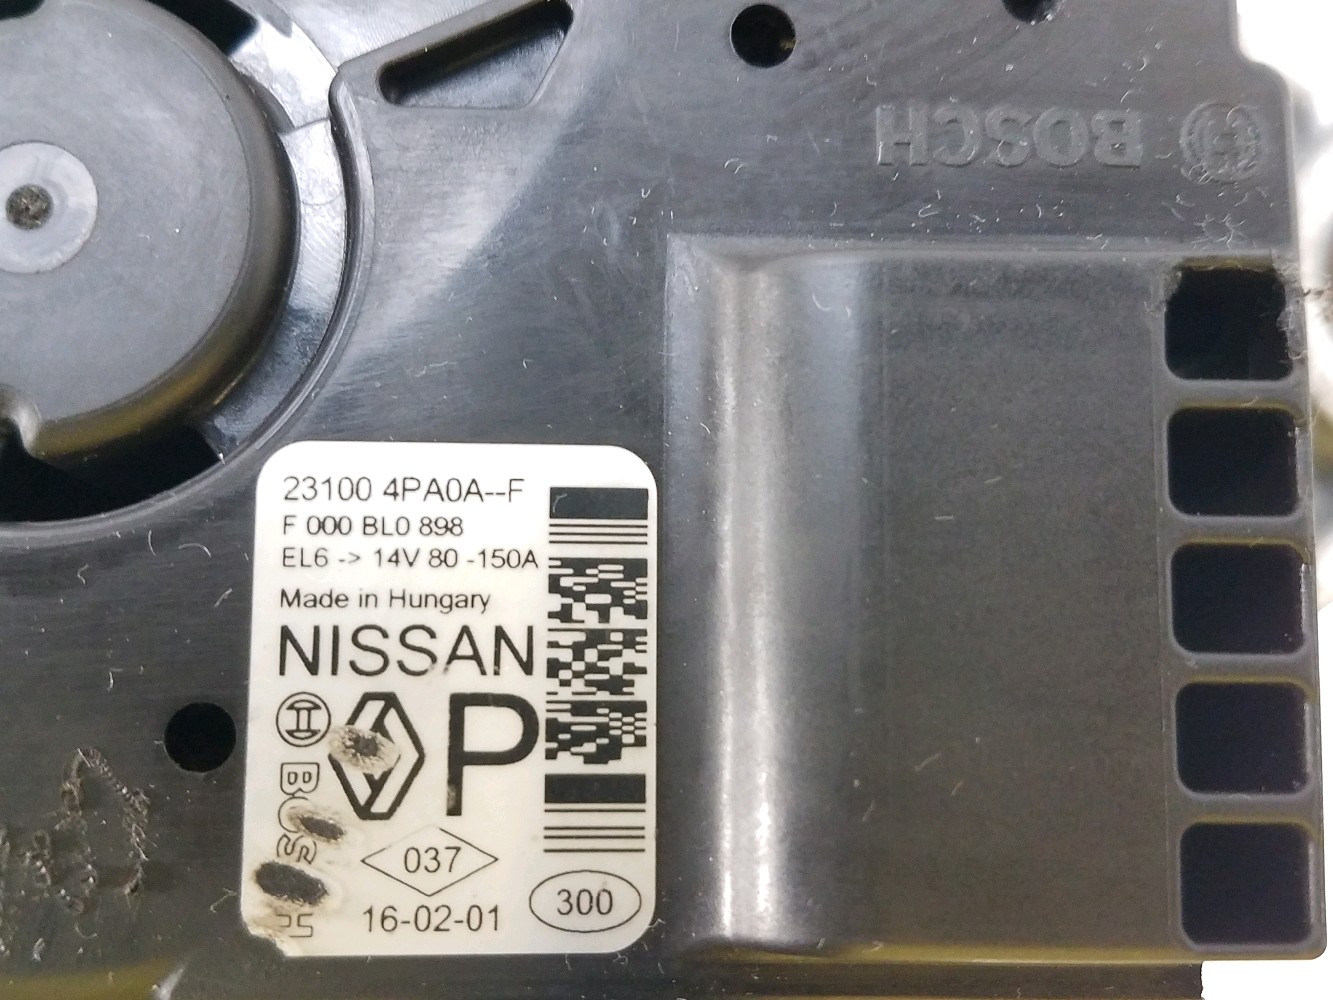 BOSCH
23100 4PA0A--F
F 000 BL0 898
EL6 -> 14V 80 -150A
Made in Hungary
NISSAN
P
BOSCH
037
16-02-01
300